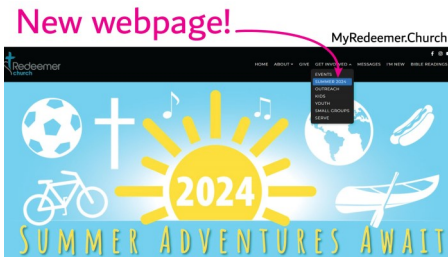 New webpage!
MyRedeemer.Church
Redeemer
church
HOME ABOUT GIVE GET INVOLVED MESSAGES I'M NEW BIBLE READINGS
EVENTS
SUMMER 2024
OUTREACH
KIDS
YOUTH
SMALL GROUPS
SERVE
2024
SUMMER ADVENTURES AWAIT